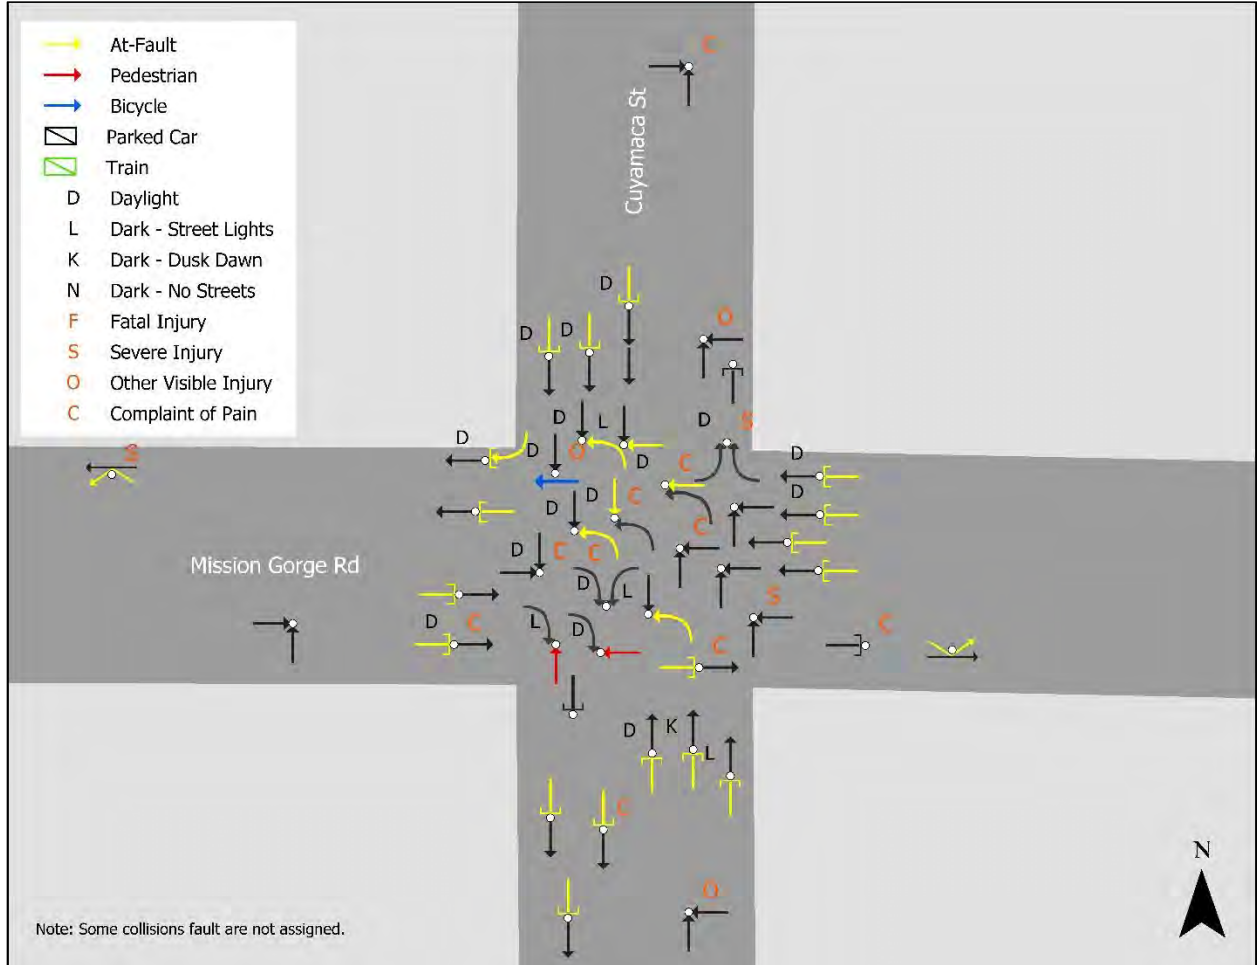 At-Fault
Pedestrian
Bicycle
Parked Car
Train
D Daylight
L Dark - Street Lights
K Dark - Dusk Dawn
N Dark - No Streets
F Fatal Injury
S Severe Injury
O Other Visible Injury
C Complaint of Pain
C
Cuyamaca St
D
D D
O
D L D S
D
S D O D C D
D D C D
D C C C
Mission Gorge Rd
D L
S
D C L D C C
D K L
C
O
N
Note: Some collisions fault are not assigned.